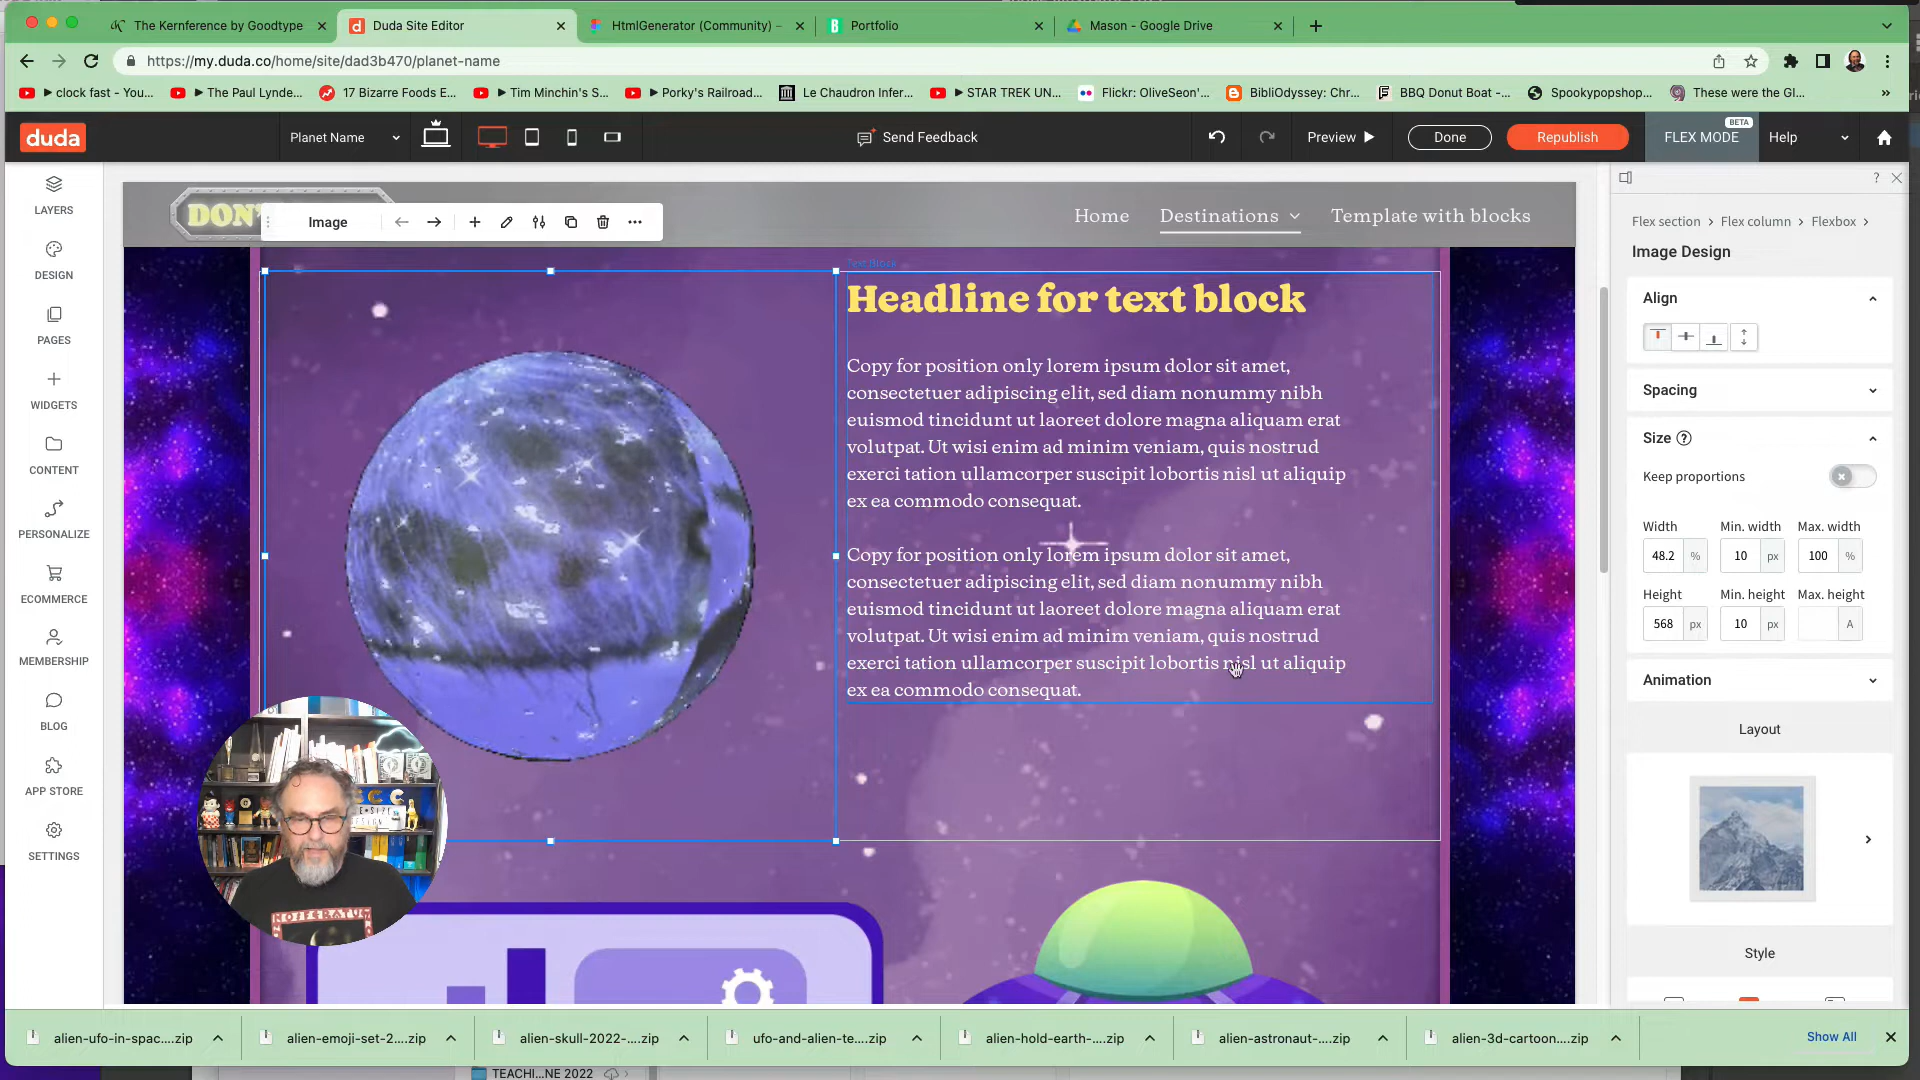 The Kernference by Goodtype
Duda Site Editor
HtmlGenerator (Community) –
Portfolio
Mason - Google Drive
https://my.duda.co/home/site/dad3b470/planet-name
clock fast - You...
The Paul Lynde...
17 Bizarre Foods E...
Tim Minchin's S...
Porky's Railroad...
Le Chaudron Infer...
STAR TREK UN...
Flickr: OliveSeon'...
BibliOdyssey: Chr...
BBQ Donut Boat -...
Spookypopshop...
These were the GI...
duda
Planet Name
Send Feedback
Preview
Done
Republish
FLEX MODE
BETA
Help
LAYERS
DESIGN
PAGES
WIDGETS
CONTENT
PERSONALIZE
ECOMMERCE
MEMBERSHIP
BLOG
APP STORE
SETTINGS
DON'
Image
Home
Destinations
Template with blocks
Text Block
Headline for text block
Copy for position only lorem ipsum dolor sit amet,
consectetuer adipiscing elit, sed diam nonummy nibh
euismod tincidunt ut laoreet dolore magna aliquam erat
volutpat. Ut wisi enim ad minim veniam, quis nostrud
exerci tation ullamcorper suscipit lobortis nisl ut aliquip
ex ea commodo consequat.
Copy for position only lorem ipsum dolor sit amet,
consectetuer adipiscing elit, sed diam nonummy nibh
euismod tincidunt ut laoreet dolore magna aliquam erat
volutpat. Ut wisi enim ad minim veniam, quis nostrud
exerci tation ullamcorper suscipit lobortis nisl ut aliquip
ex ea commodo consequat.
NOSFERATU
Flex section
Flex column
Flexbox
Image Design
Align
Spacing
Size
Keep proportions
Width
Min. width
Max. width
48.2 %
10 px
100 %
Height
Min. height
Max. height
568 px
10 px
A
Animation
Layout
Style
alien-ufo-in-spac....zip
alien-emoji-set-2....zip
alien-skull-2022-....zip
ufo-and-alien-te....zip
alien-hold-earth-....zip
alien-astronaut-....zip
alien-3d-cartoon....zip
Show All
TEACHI...NE 2022